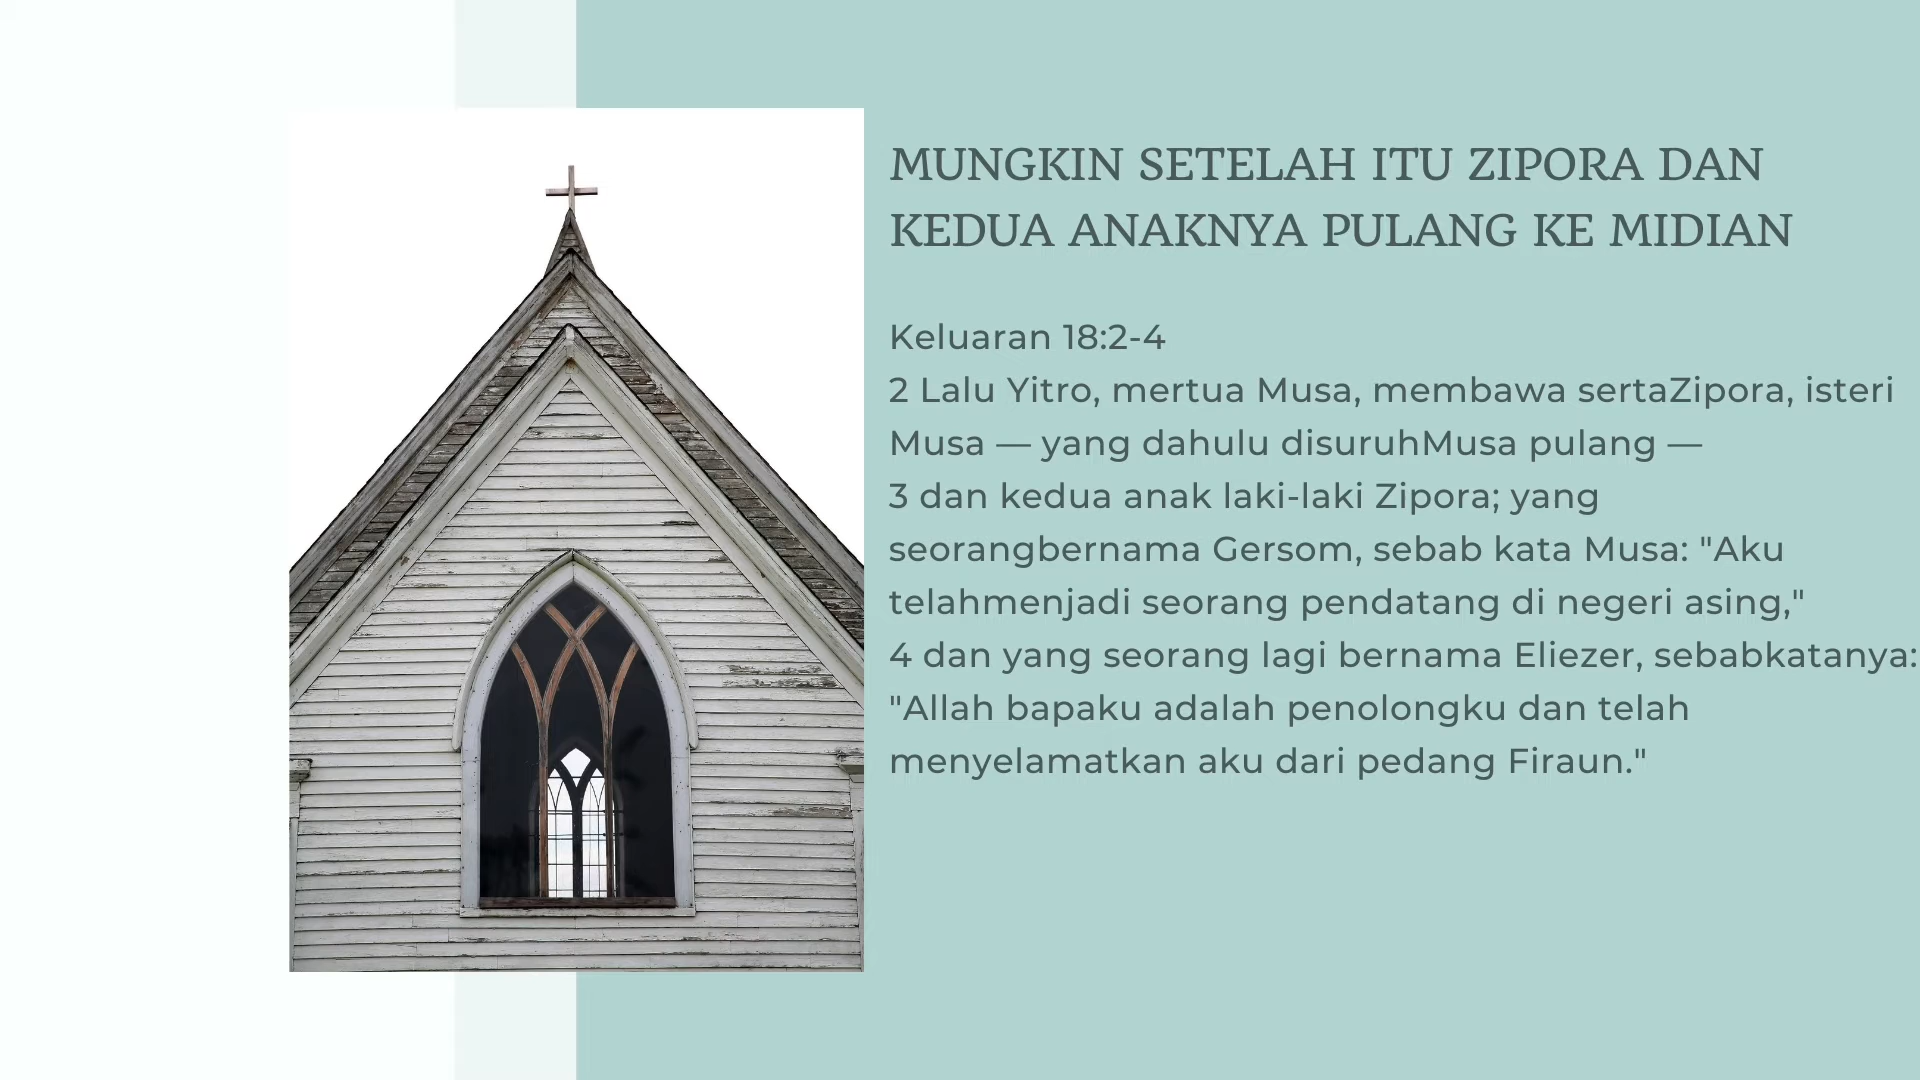 MUNGKIN SETELAH ITU ZIPORA DAN
KEDUA ANAKNYA PULANG KE MIDIAN
Keluaran 18:2-4
2 Lalu Yitro, mertua Musa, membawa sertaZipora, isteri
Musa — yang dahulu disuruhMusa pulang —
3 dan kedua anak laki-laki Zipora; yang
seorangbernama Gersom, sebab kata Musa: "Aku
telahmenjadi seorang pendatang di negeri asing,"
4 dan yang seorang lagi bernama Eliezer, sebabkatanya:
"Allah bapaku adalah penolongku dan telah
menyelamatkan aku dari pedang Firaun."